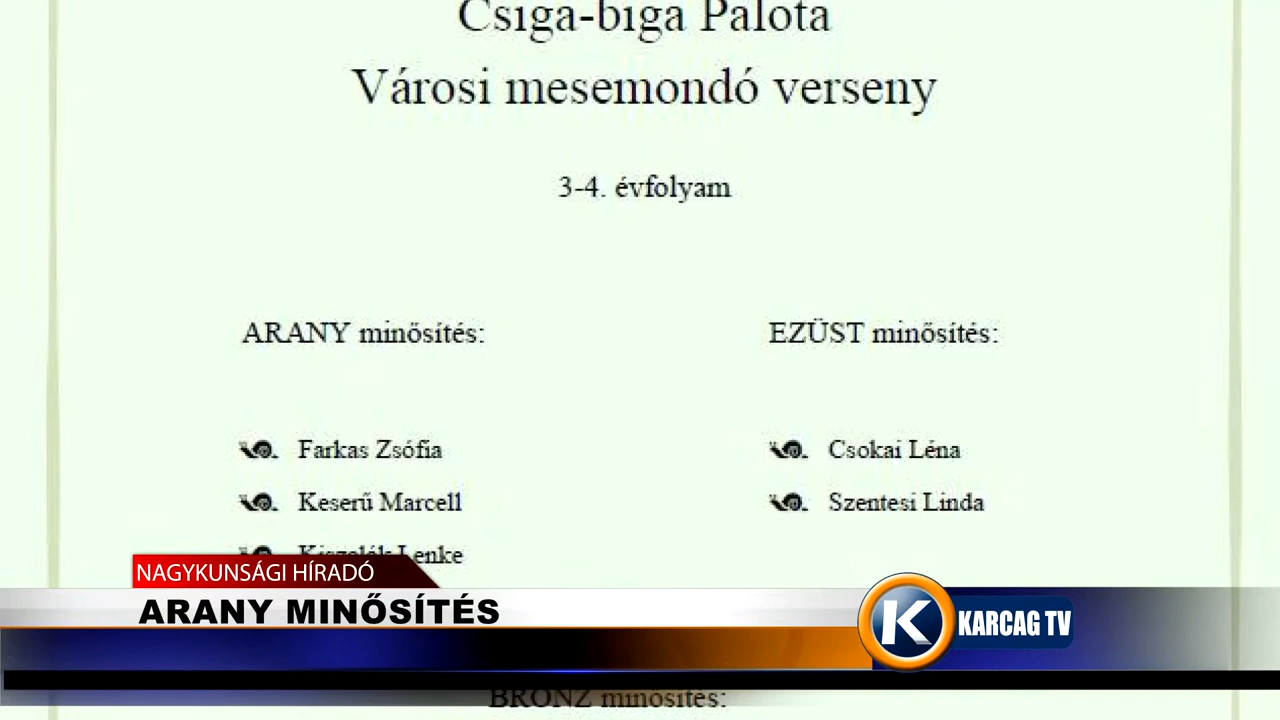 Csiga-biga Palota
Városi mesemondó verseny
3-4. évfolyam
ARANY minősítés:
EZÜST minősítés:
Farkas Zsófia
Csokai Léna
Keserű Marcell
Szentesi Linda
Lenke
NAGYKUNSÁGI HÍRADÓ
ARANY MINŐSÍTÉS
K
KARCAG TV
BRONZ minősítés: